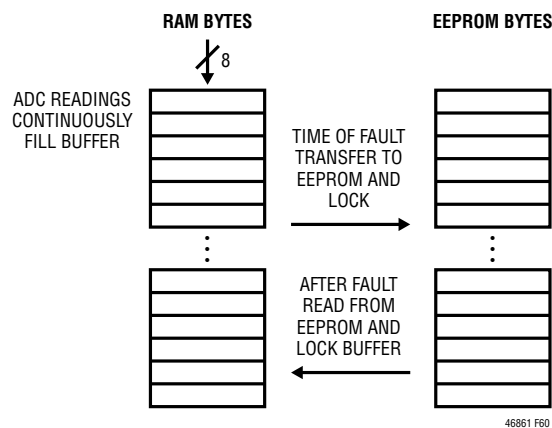 RAM BYTES
EEPROM BYTES
8
ADC READINGS
CONTINUOUSLY
FILL BUFFER
TIME OF FAULT
TRANSFER TO
EEPROM AND
LOCK
AFTER FAULT
READ FROM
EEPROM AND
LOCK BUFFER
46861 F60